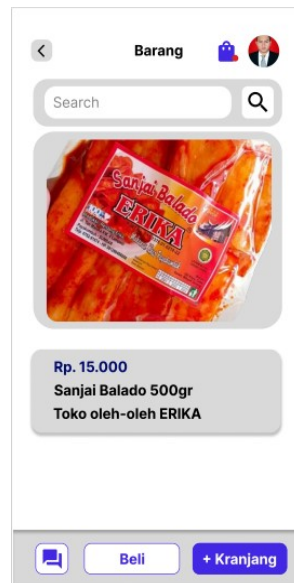 Barang
Search
Sanjai Balado
ERIKA
Rp. 15.000
Sanjai Balado 500gr
Toko oleh-oleh ERIKA
Beli
+ Kranjang